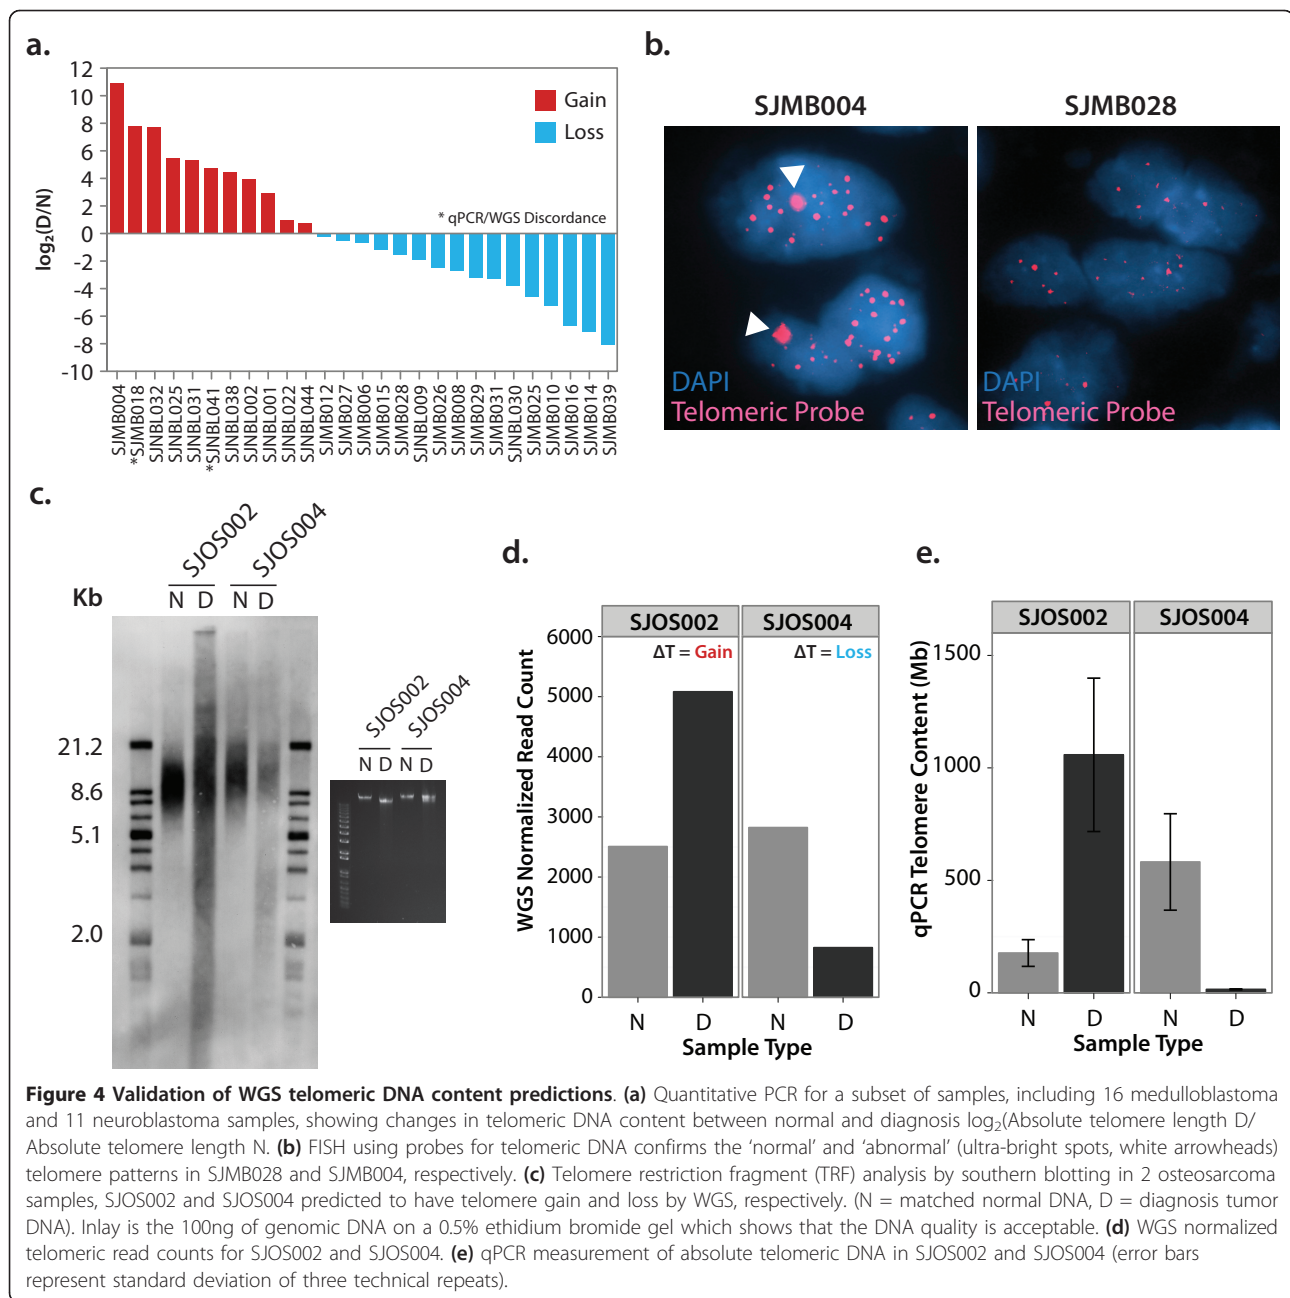 a.
12
10
8
6
4
2
0
-2
-4
-6
-8
-10
log2(D/N)
Gain
Loss
* qPCR/WGS Discordance
SJMB004
*SJMB018
SJNBL032
SJNBL025
SJNBL031
*SJNBL041
SJNBL038
SJNBL002
SJNBL001
SJNBL022
SJNBL044
SJMB012
SJMB027
SJMB006
SJMB015
SJMB028
SJNBL009
SJMB026
SJMB008
SJMB029
SJMB031
SJNBL030
SJMB025
SJMB010
SJMB016
SJMB014
SJMB039
b.
SJMB004
SJMB028
DAPI
Telomeric Probe
DAPI
Telomeric Probe
c.
SJOS002
SJOS004
Kb
N D N D
21.2
8.6
5.1
2.0
SJOS002
SJOS004
N D N D
d.
SJOS002
SJOS004
ΔT = Gain
ΔT = Loss
6000
5000
4000
3000
2000
1000
0
WGS Normalized Read Count
N D N D
Sample Type
e.
SJOS002
SJOS004
1500
1000
500
0
qPCR Telomere Content (Mb)
N D N D
Sample Type
Figure 4 Validation of WGS telomeric DNA content predictions. (a) Quantitative PCR for a subset of samples, including 16 medulloblastoma
and 11 neuroblastoma samples, showing changes in telomeric DNA content between normal and diagnosis log2(Absolute telomere length D/
Absolute telomere length N. (b) FISH using probes for telomeric DNA confirms the ‘normal’ and ‘abnormal’ (ultra-bright spots, white arrowheads)
telomere patterns in SJMB028 and SJMB004, respectively. (c) Telomere restriction fragment (TRF) analysis by southern blotting in 2 osteosarcoma
samples, SJOS002 and SJOS004 predicted to have telomere gain and loss by WGS, respectively. (N = matched normal DNA, D = diagnosis tumor
DNA). Inlay is the 100ng of genomic DNA on a 0.5% ethidium bromide gel which shows that the DNA quality is acceptable. (d) WGS normalized
telomeric read counts for SJOS002 and SJOS004. (e) qPCR measurement of absolute telomeric DNA in SJOS002 and SJOS004 (error bars
represent standard deviation of three technical repeats).